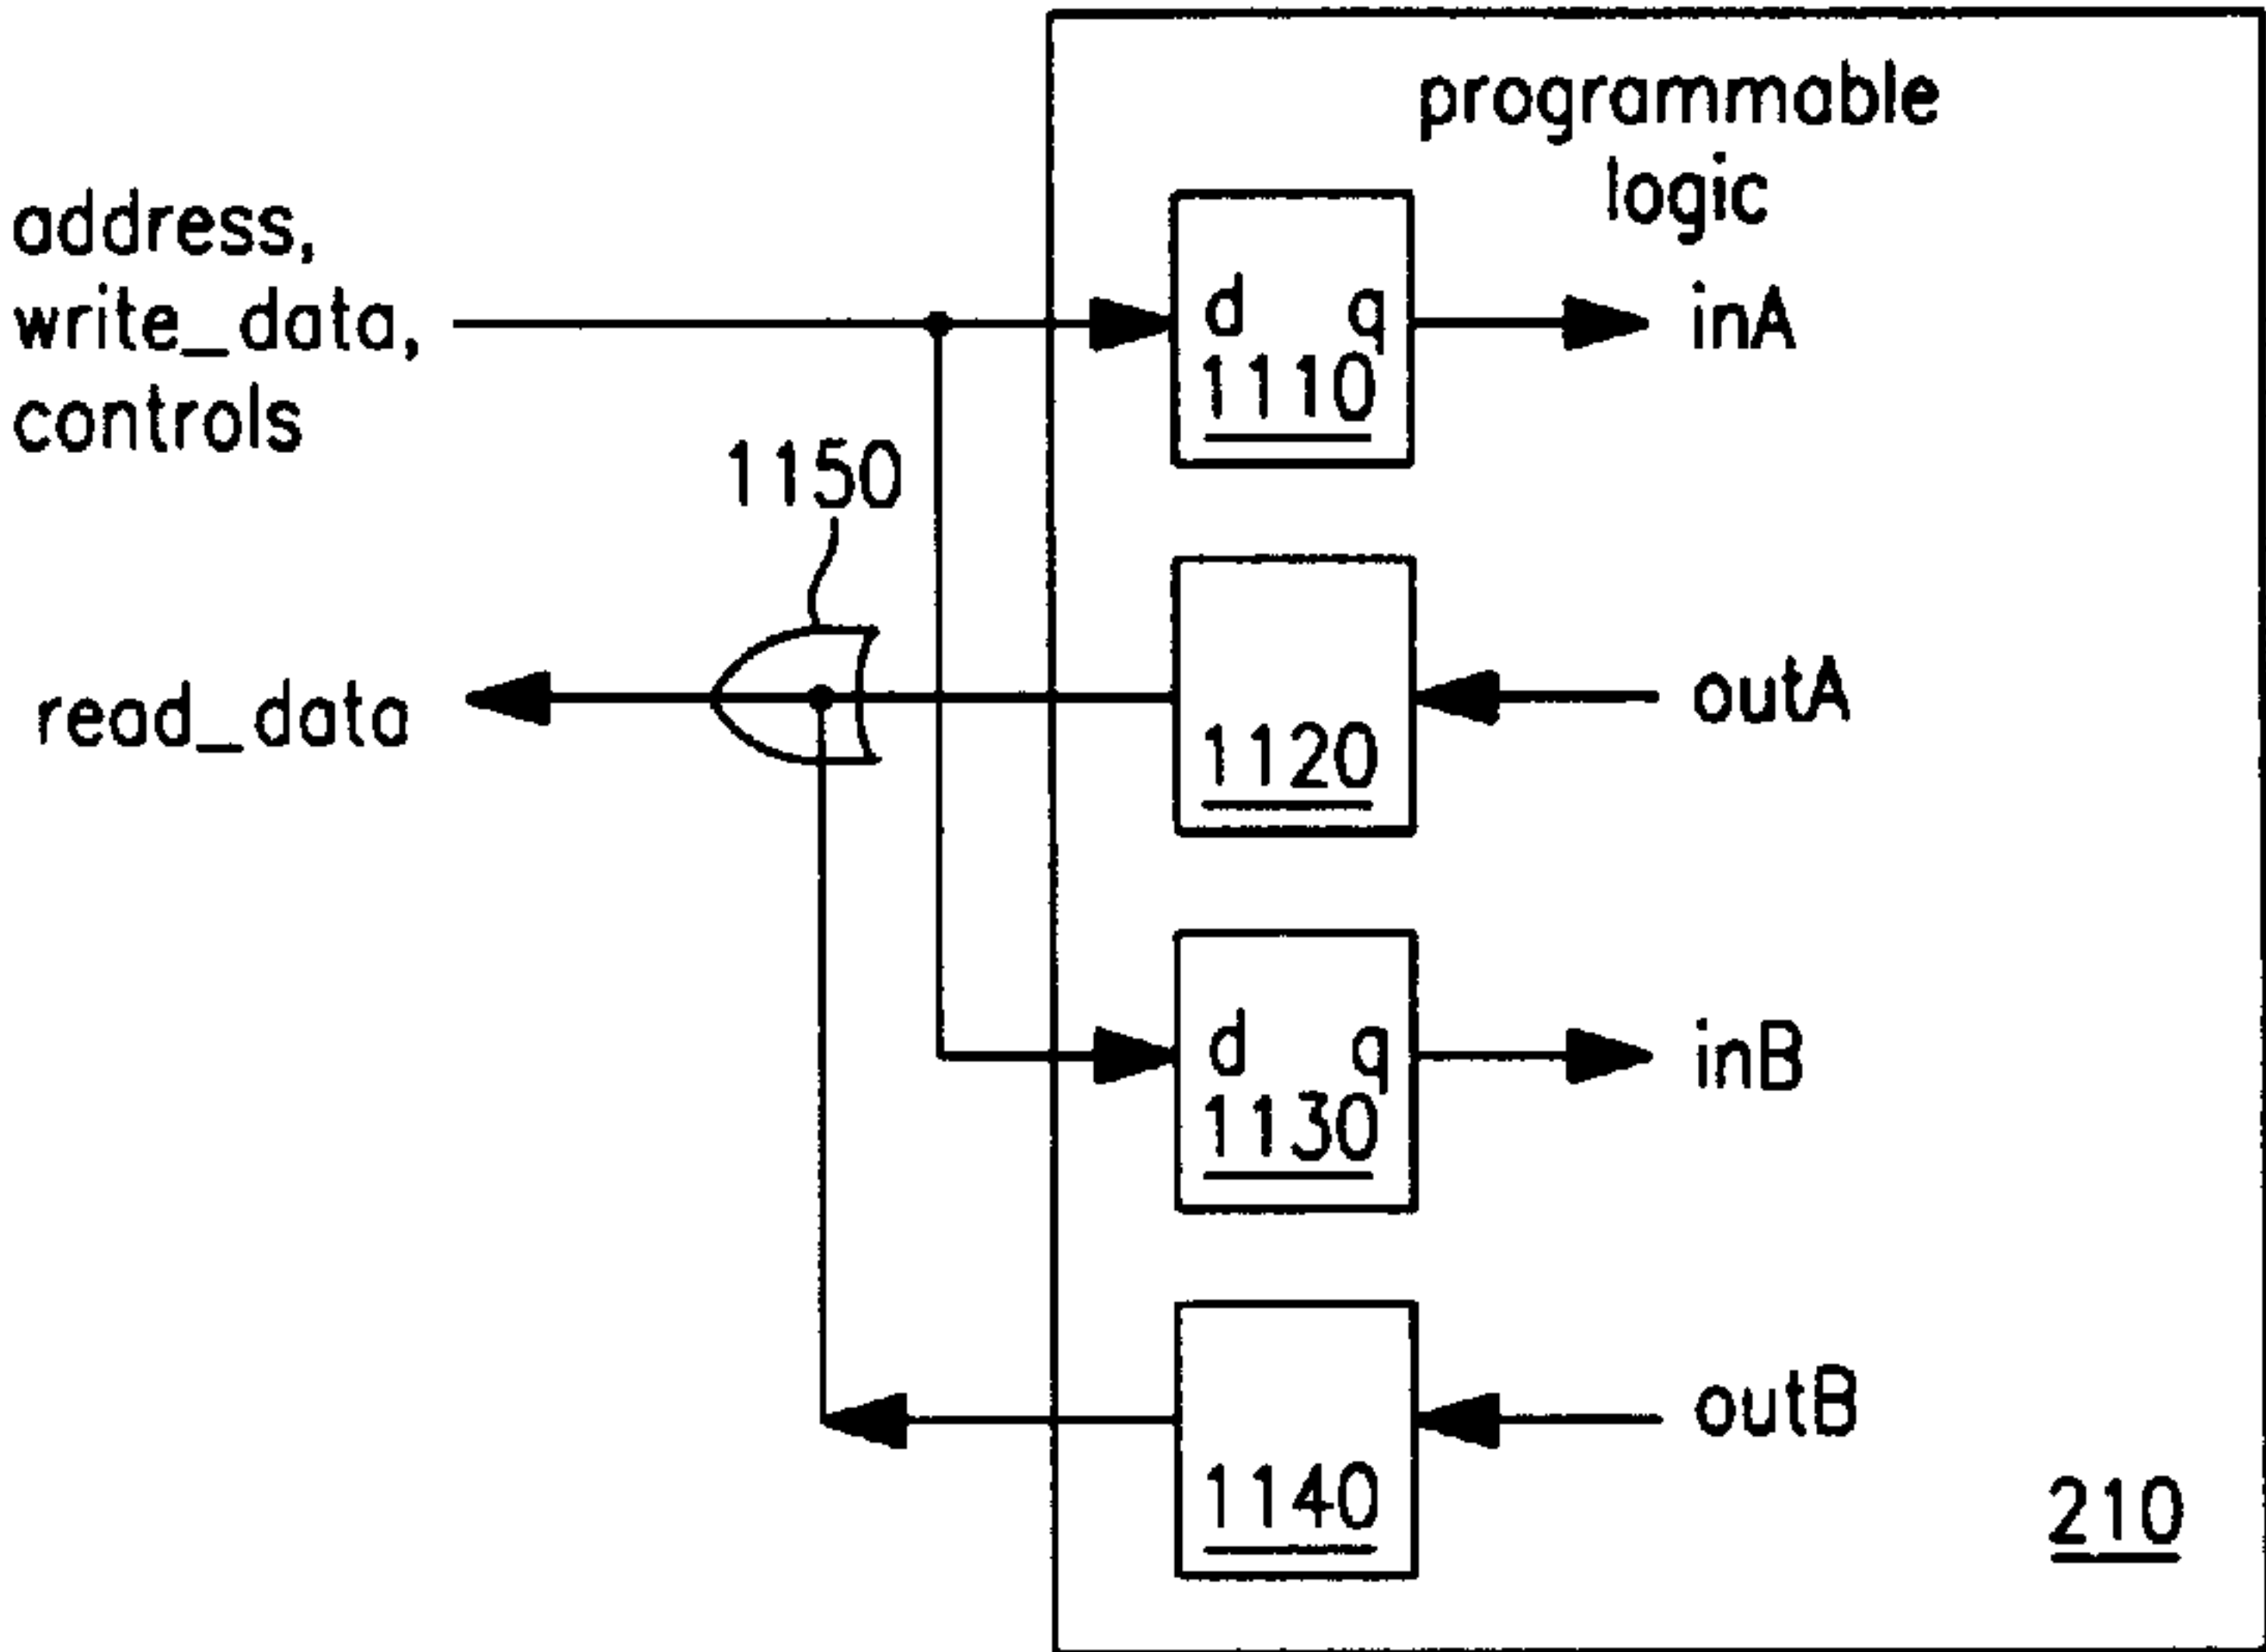 programmable
logic
address,
write_data,
controls
d q
1110
inA
1150
read_data
1120
outA
d q
1130
inB
1140
outB
210